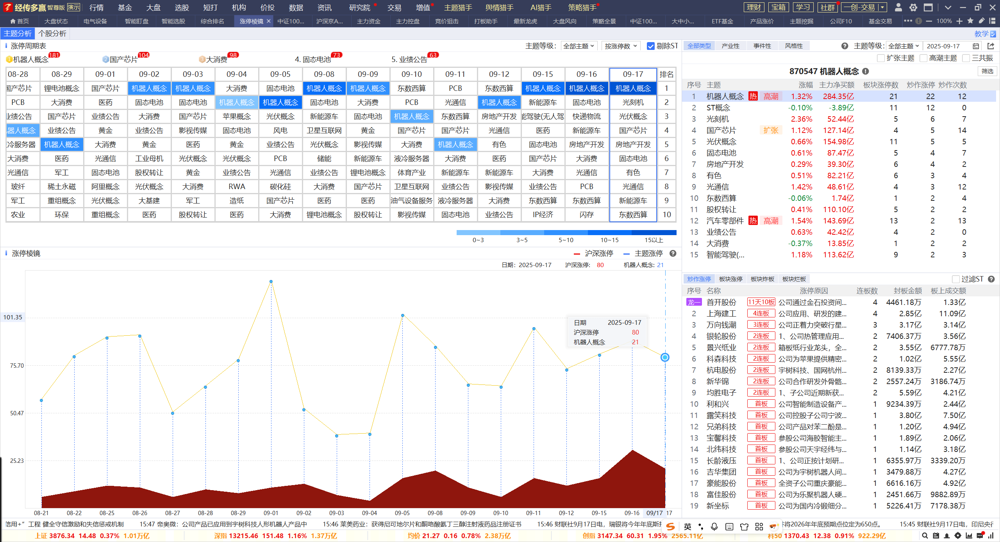 经传多赢 智尊版 演示 行情 基金 大盘 选股 短打 机构 价投 数据 资讯 研究院 交易 增值 主题猎手 舆情猎手 AI猎手 策略猎手 理财 宝箱 学习 社群 一创-交易
首页 大盘状态 电气设备 智能盯盘 智能选股 综合排名 涨停棱镜 中证100... 沪深京A... 主力资金 主力控盘 竞价狙击 打板助手 最新龙虎 大盘风向 策略全景 中证100... 大中小... ETF基金 产品涨价 主题挖掘 公司F10 基金交易 100%
主题分析 个股分析 教学
涨停周期表 主题等级: 全部主题 按涨停数 剔除ST
1 机器人概念 181 2 国产芯片 104 3 大消费 98 4. 固态电池 73 5. 业绩公告 63
08-28 08-29 09-01 09-02 09-03 09-04 09-05 09-08 09-09 09-10 09-11 09-12 09-15 09-16 09-17 排名
国产芯片 锂电池概念 国产芯片 机器人概念 机器人概念 大消费 固态电池 机器人概念 机器人概念 东数西算 PCB 东数西算 机器人概念 机器人概念 机器人概念 1
PCB 大消费 医药 固态电池 固态电池 机器人概念 机器人概念 固态电池 大消费 PCB 光通信 机器人概念 新能源车 固态电池 光刻机 2
业绩公告 国产芯片 业绩公告 大消费 国产芯片 苹果概念 光伏概念 新能源车 固态电池 机器人概念 东数西算 房地产开发 能驾驶(无人驾 快递物流 光伏概念 3
器人概念 业绩公告 黄金 业绩公告 影视传媒 固态电池 风电 卫星互联网 黄金 国产芯片 国产芯片 光通信 医药 新能源车 国产芯片 4
冷服务器 机器人概念 大消费 黄金 医药 黄金 业绩公告 光伏概念 影视传媒 大消费 机器人概念 有色 固态电池 房地产开发 房地产开发 5
大消费 医药 光通信 工业母机 光伏概念 光伏概念 PCB 储能 新能源车 液冷服务器 大消费 医药 国产芯片 大消费 固态电池 6
光通信 军工 固态电池 股权转让 黄金 业绩公告 光通信 业绩公告 锂电池概念 体育产业 新能源车 新能源车 大消费 光通信 有色 7
玻纤 稀土永磁 阿里概念 光伏概念 大消费 RWA 碳化硅 大消费 国产芯片 卫星互联网 业绩公告 影视传媒 业绩公告 PCB 光通信 8
军工 重组概念 光伏概念 大基建 军工 造纸 国产芯片 医药 医药 油气设备服务 液冷服务器 大消费 东数西算 东数西算 新能源车 9
农业 环保 重组概念 医药 股权转让 医药 大消费 锂电池概念 股权转让 影视传媒 固态电池 业绩公告 IP经济 闪存 东数西算 10
0~3 3~5 5~10 10~15 15以上
涨停棱镜 沪深涨停 主题涨停
日期: 2025-09-17 沪深涨停: 80 机器人概念: 21
101.35
75.70
50.47
25.23
日期 2025-09-17
沪深涨停 80
机器人概念 21
08-21 08-22 08-25 08-26 08-27 08-28 08-29 09-01 09-02 09-03 09-04 09-05 09-08 09-09 09-10 09-11 09-12 09-15 09-16 09/17 17
全部类型 产业性 事件性 风格性 主题等级: 全部主题 2025-09-17
扩张主题 高潮主题 三共振
870547 机器人概念 筛选
序号 主题 涨幅 主力净买额 板块涨停数 炒作涨停 炒作次数
1 机器人概念 热 高潮 1.32% 284.35亿 21 22 12
2 ST概念 -0.10% -3.89亿 11 12 0
3 光刻机 2.36% 52.44亿 5 6 7
4 国产芯片 扩张 1.12% 127.14亿 4 5 14
5 光伏概念 0.66% 154.98亿 11 5 5
6 固态电池 0.61% 87.47亿 5 4 7
7 房地产开发 0.29% 39.30亿 6 4 2
8 有色 0.51% 82.21亿 6 3 4
9 光通信 1.42% 48.61亿 4 3 12
10 东数西算 -0.06% 1.74亿 1 2 4
11 股权转让 0.41% 110.10亿 5 2 2
12 汽车零部件 热 高潮 1.54% 143.69亿 13 2 13
13 业绩公告 0.63% 42.42亿 4 2 0
14 大消费 -0.37% 13.85亿 1 2 2
15 智能驾驶(... 1.18% 113.62亿 9 2 3
炒作涨停 板块涨停 板块炸板 板块烂板 过滤ST
序号 名称 涨停原因 连板数 封板金额 板上成交额
龙一 首开股份 11天10板 公司通过金石投资间... 4 4461.18万 1.33亿
2 上海建工 4连板 公司应用、研发的建... 4 2.85亿 11.09亿
3 万向钱潮 3连板 公司正着力突破行星... 3 3.17亿 3.14亿
4 银轮股份 2连板 1、公司热管理应用... 2 7406.37万 3.56亿
5 景兴纸业 2连板 箱板纸行业龙头，全... 2 3.55亿 6777.78万
6 科森科技 2连板 公司为苹果提供精密... 2 1.02亿 5.55亿
7 杭电股份 2连板 宇树科技、国网杭州... 2 8139.33万 2.27亿
8 新华锦 2连板 公司合作研发外骨骼... 2 2557.24万 3186.74万
9 均胜电子 2连板 1、子公司近期新获... 2 5.59亿 4.21亿
10 利和兴 首板 公司智能制造设备产... 1 9234.39万 2.44亿
11 露笑科技 首板 公司控股子公司宁波... 1 3.80亿 7.50亿
12 兄弟科技 首板 公司产品对苯二酚是... 1 1.20亿 4.94亿
13 宝馨科技 首板 参股公司海胶智能主... 1 1.89亿 2.06亿
14 北纬科技 首板 参股公司天宇经纬与... 1 1.14亿 3.18亿
15 长龄液压 首板 1、公司正按计划研... 1 6355.97万 3339.20万
16 吉华集团 首板 公司为宇树机器人间... 1 3479.88万 4.27亿
17 豪能股份 首板 全资子公司重庆豪能... 1 6616.16万 4.92亿
18 富佳股份 首板 公司为乐聚机器人硬... 1 2451.66万 9882.89万
19 新坐标 首板 公司为国内冷锻细分... 1 5226.41万 7178.38万
信用+”工程 健全守信激励和失信惩戒机制 15:47 帝奥微：公司产品已应用到宇树科技人形机器人产品中 15:46 莱美药业：获得尼可地尔片和酮咯酸氨丁三醇注射液药品注册证书 15:46 财联社9月17日电，瑞银将今年年底斯 英 并将2026年年底预期点位定为650点。 15:45 财联社9月17日电，印尼央行
上证 3876.34 14.48 0.37% 1.01万亿 深指 13215.46 151.48 1.16% 1.37万亿 均价 21.27 0.16 0.78% 2.38万亿 创指 3147.34 60.31 1.95% 2565.11亿 科50 1370.43 12.38 0.91% 922.29亿